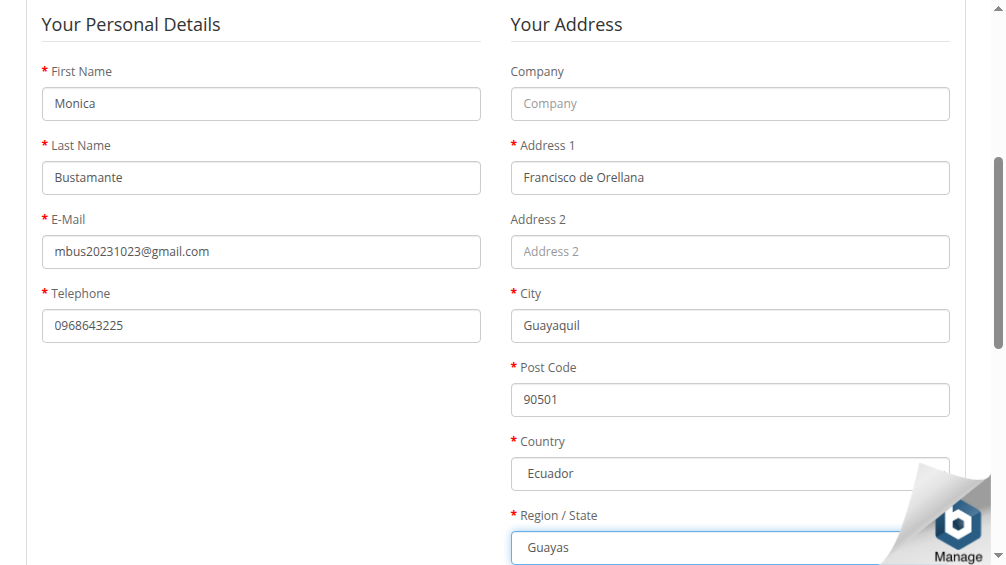 Your Personal Details
* First Name
Monica
* Last Name
Bustamante
* E-Mail
mbus20231023@gmail.com
* Telephone
0968643225
Your Address
Company
Company
* Address 1
Francisco de Orellana
Address 2
Address 2
* City
Guayaquil
* Post Code
90501
* Country
Ecuador
* Region / State
Guayas
Manage